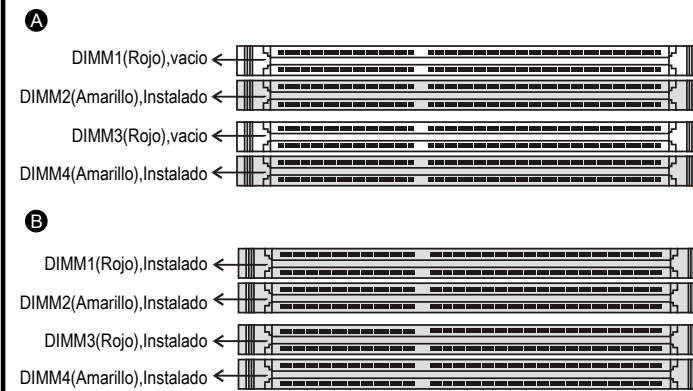 A
DIMM1(Rojo),vacio
DIMM2(Amarillo),Instalado
DIMM3(Rojo),vacio
DIMM4(Amarillo),Instalado
B
DIMM1(Rojo),Instalado
DIMM2(Amarillo),Instalado
DIMM3(Rojo),Instalado
DIMM4(Amarillo),Instalado